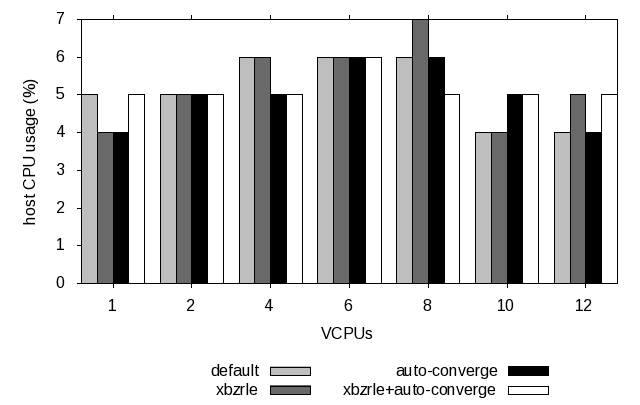 7
6
5
4
3
2
1
0
host CPU usage (%)
1 2 4 6 8 10 12
VCPUs
default auto-converge
xbzrle xbzrle+auto-converge